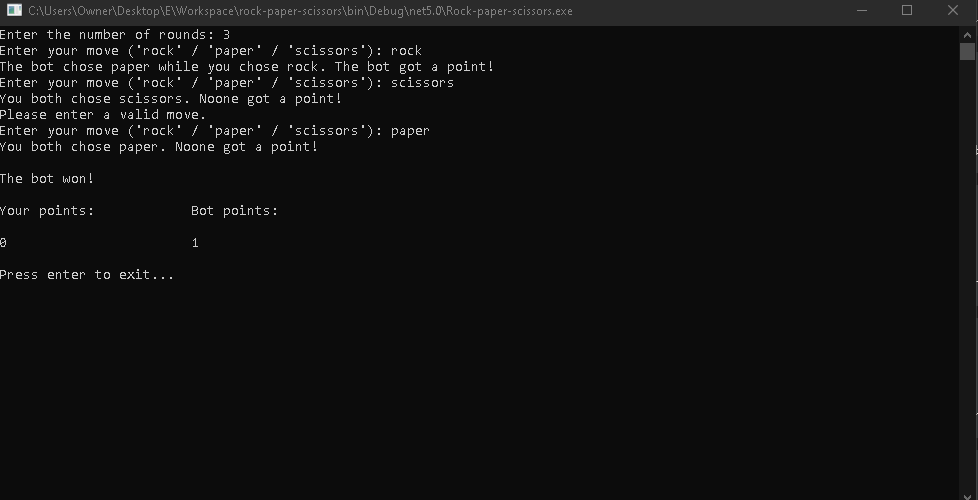 C:\Users\Owner\Desktop\E\Workspace\rock-paper-scissors\bin\Debug\net5.0\Rock-paper-scissors.exe
Enter the number of rounds: 3
Enter your move ('rock' / 'paper' / 'scissors'): rock
The bot chose paper while you chose rock. The bot got a point!
Enter your move ('rock' / 'paper' / 'scissors'): scissors
You both chose scissors. Noone got a point!
Please enter a valid move.
Enter your move ('rock' / 'paper' / 'scissors'): paper
You both chose paper. Noone got a point!
The bot won!
Your points: Bot points:
0 1
Press enter to exit...